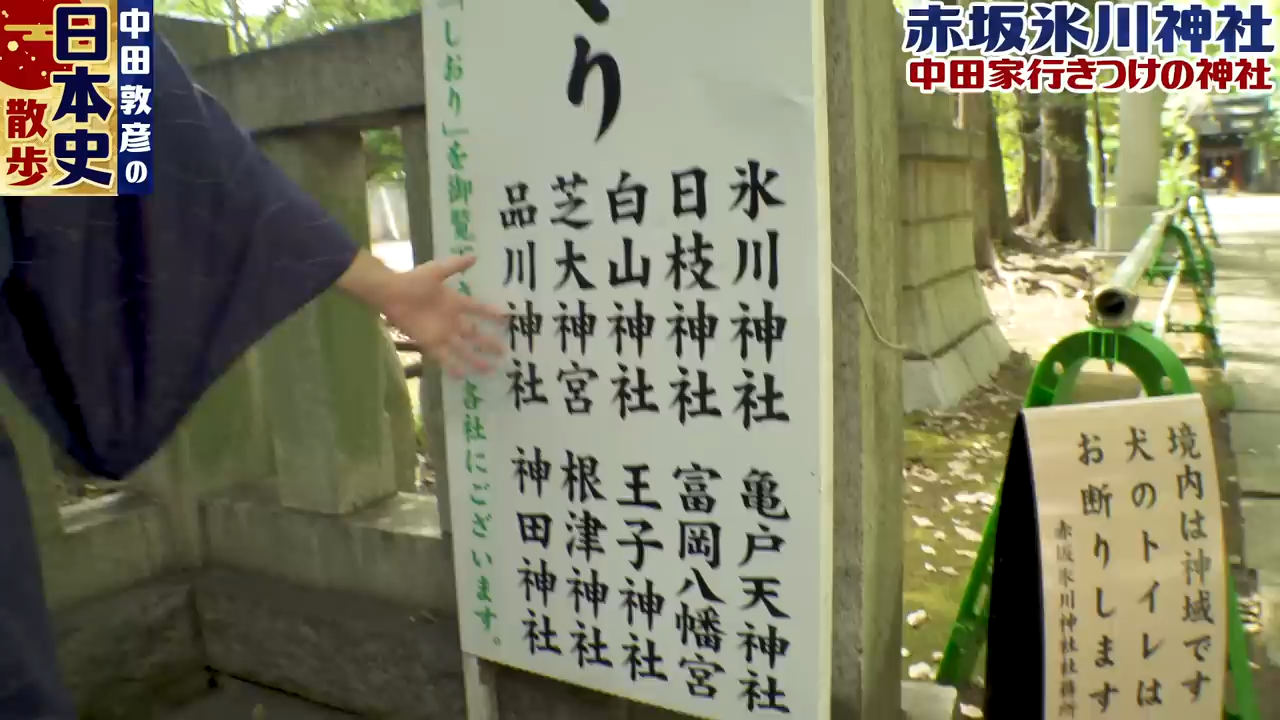 中田敦彦の
日本史
散歩
赤坂氷川神社
中田家行きつけの神社
くり
氷川神社
日枝神社
白山神社
芝大神宮
品川神社
亀戸天神社
富岡八幡宮
王子神社
根津神社
神田神社
「しおり」を御覧下さ
各社にございます。
境内は神域です
犬のトイレは
お断りします
赤坂氷川神社社務所